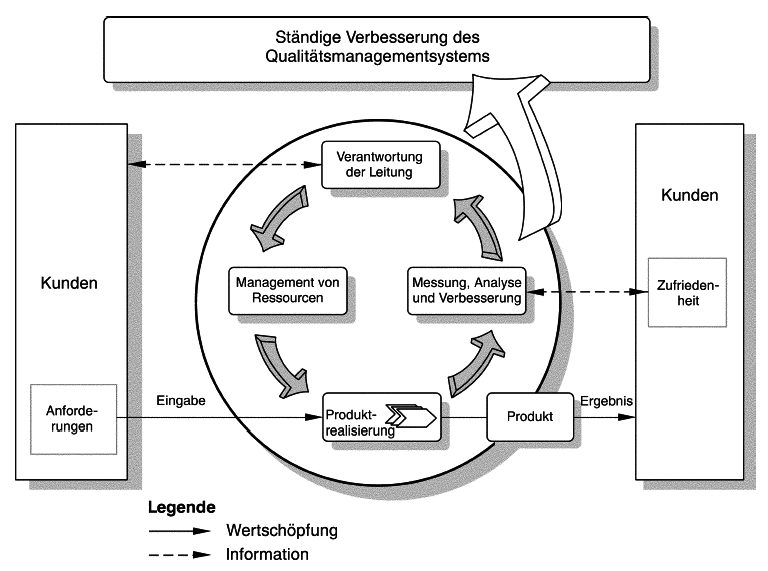 Ständige Verbesserung des
Qualitätsmanagementsystems
Verantwortung
der Leitung
Kunden
Kunden
Management von
Ressourcen
Messung, Analyse
und Verbesserung
Zufrieden-
heit
Anforde-
rungen
Eingabe
Produkt-
realisierung
Produkt
Ergebnis
Legende
Wertschöpfung
Information